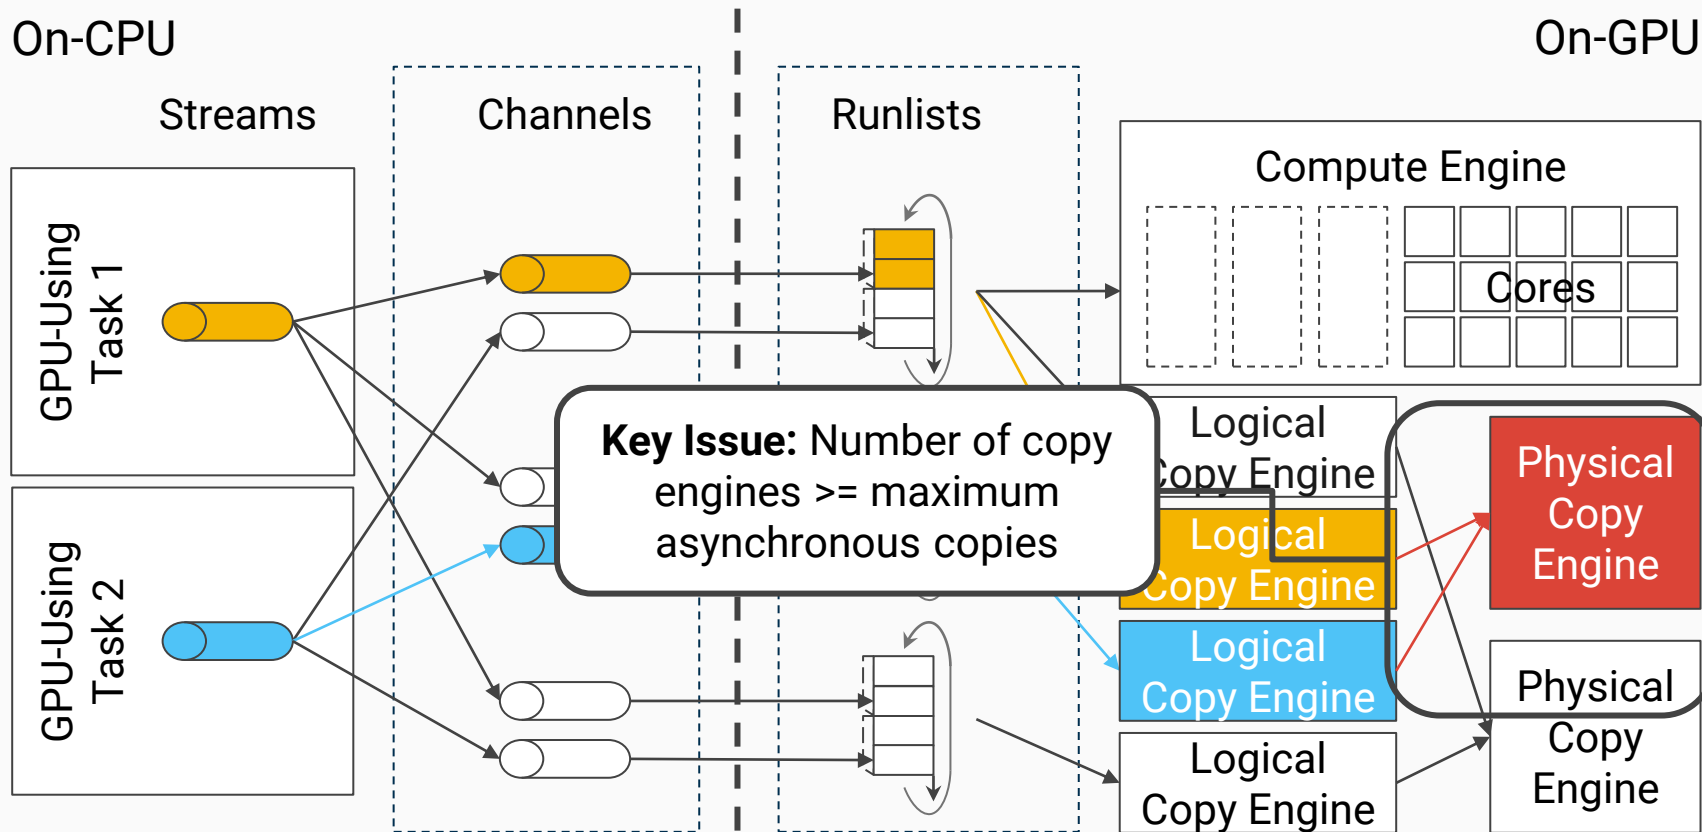 On-CPU
On-GPU
Streams
Channels
Runlists
GPU-Using
Task 1
GPU-Using
Task 2
Compute Engine
Cores
Key Issue: Number of copy
engines >= maximum
asynchronous copies
Logical
Copy Engine
Logical
Copy Engine
Logical
Copy Engine
Logical
Copy Engine
Physical
Copy
Engine
Physical
Copy
Engine